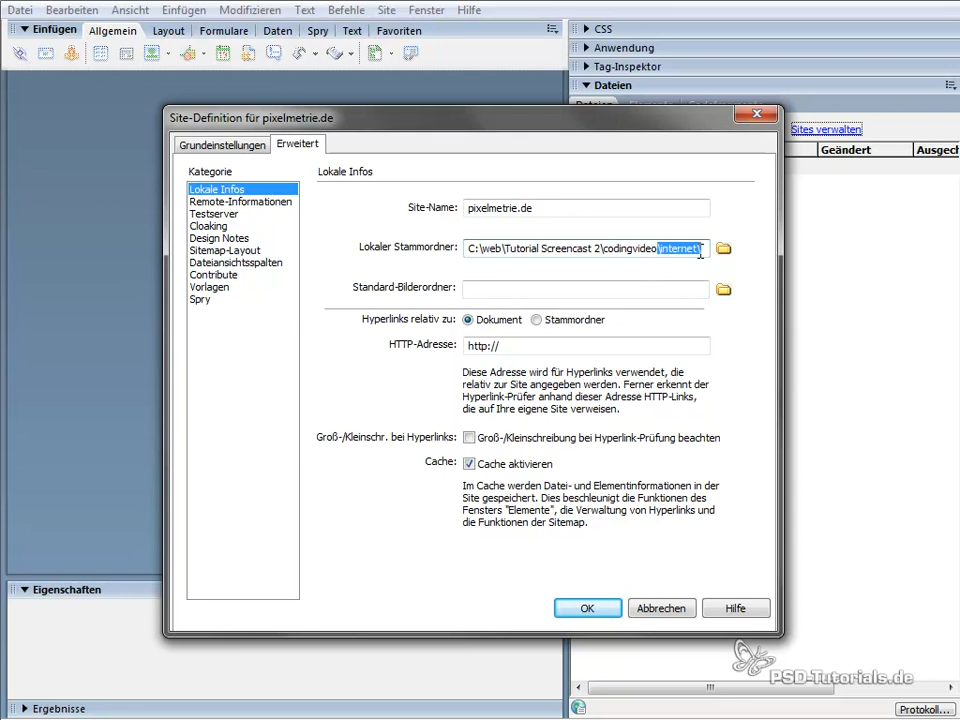 Datei Bearbeiten Ansicht Einfügen Modifizieren Text Befehle Site Fenster Hilfe
Einfügen Allgemein Layout Formulare Daten Spry Text Favoriten
CSS
Anwendung
Tag-Inspektor
Dateien
Sites verwalten
Geändert Ausgech
Site-Definition für pixelmetrie.de
Grundeinstellungen Erweitert
Kategorie
Lokale Infos
Remote-Informationen
Testserver
Cloaking
Design Notes
Sitemap-Layout
Dateiansichtsspalten
Contribute
Vorlagen
Spry
Lokale Infos
Site-Name: pixelmetrie.de
Lokaler Stammordner: C:\web\Tutorial Screencast 2\codingvideo\internet\
Standard-Bilderordner:
Hyperlinks relativ zu: Dokument Stammordner
HTTP-Adresse: http://
Diese Adresse wird für Hyperlinks verwendet, die
relativ zur Site angegeben werden. Ferner erkennt der
Hyperlink-Prüfer anhand dieser Adresse HTTP-Links,
die auf Ihre eigene Site verweisen.
Groß-/Kleinschr. bei Hyperlinks: Groß-/Kleinschreibung bei Hyperlink-Prüfung beachten
Cache: Cache aktivieren
Im Cache werden Datei- und Elementinformationen in der
Site gespeichert. Dies beschleunigt die Funktionen des
Fensters "Elemente", die Verwaltung von Hyperlinks und
die Funktionen der Sitemap.
OK Abbrechen Hilfe
Eigenschaften
Ergebnisse
PSD-Tutorials.de
Protokoll...